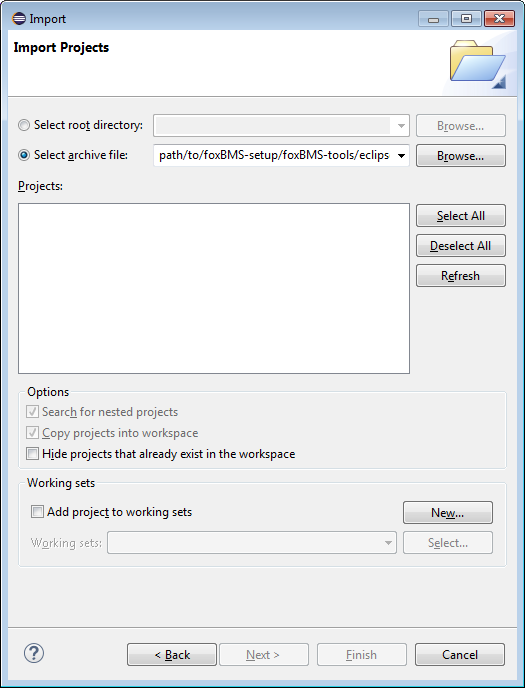 Import
Import Projects
Select root directory:
Browse...
Select archive file:
path/to/foxBMS-setup/foxBMS-tools/eclips
Browse...
Projects:
Select All
Deselect All
Refresh
Options
Search for nested projects
Copy projects into workspace
Hide projects that already exist in the workspace
Working sets
Add project to working sets
New...
Working sets:
Select...
?
< Back
Next >
Finish
Cancel